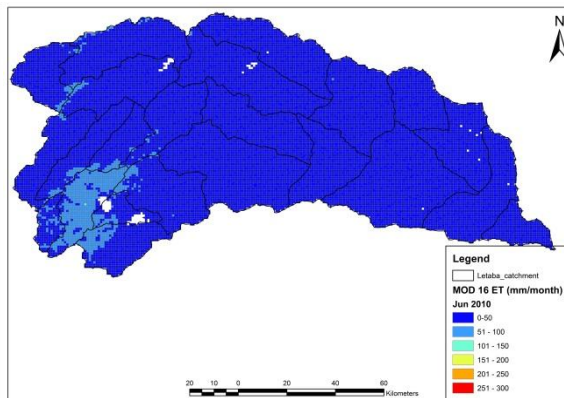 N
Legend
Letaba_catchment
MOD 16 ET (mm/month)
Jun 2010
0-50
51 - 100
101 - 150
151 - 200
201 - 250
251 - 300
20 10 0 20 40 60
Kilometers